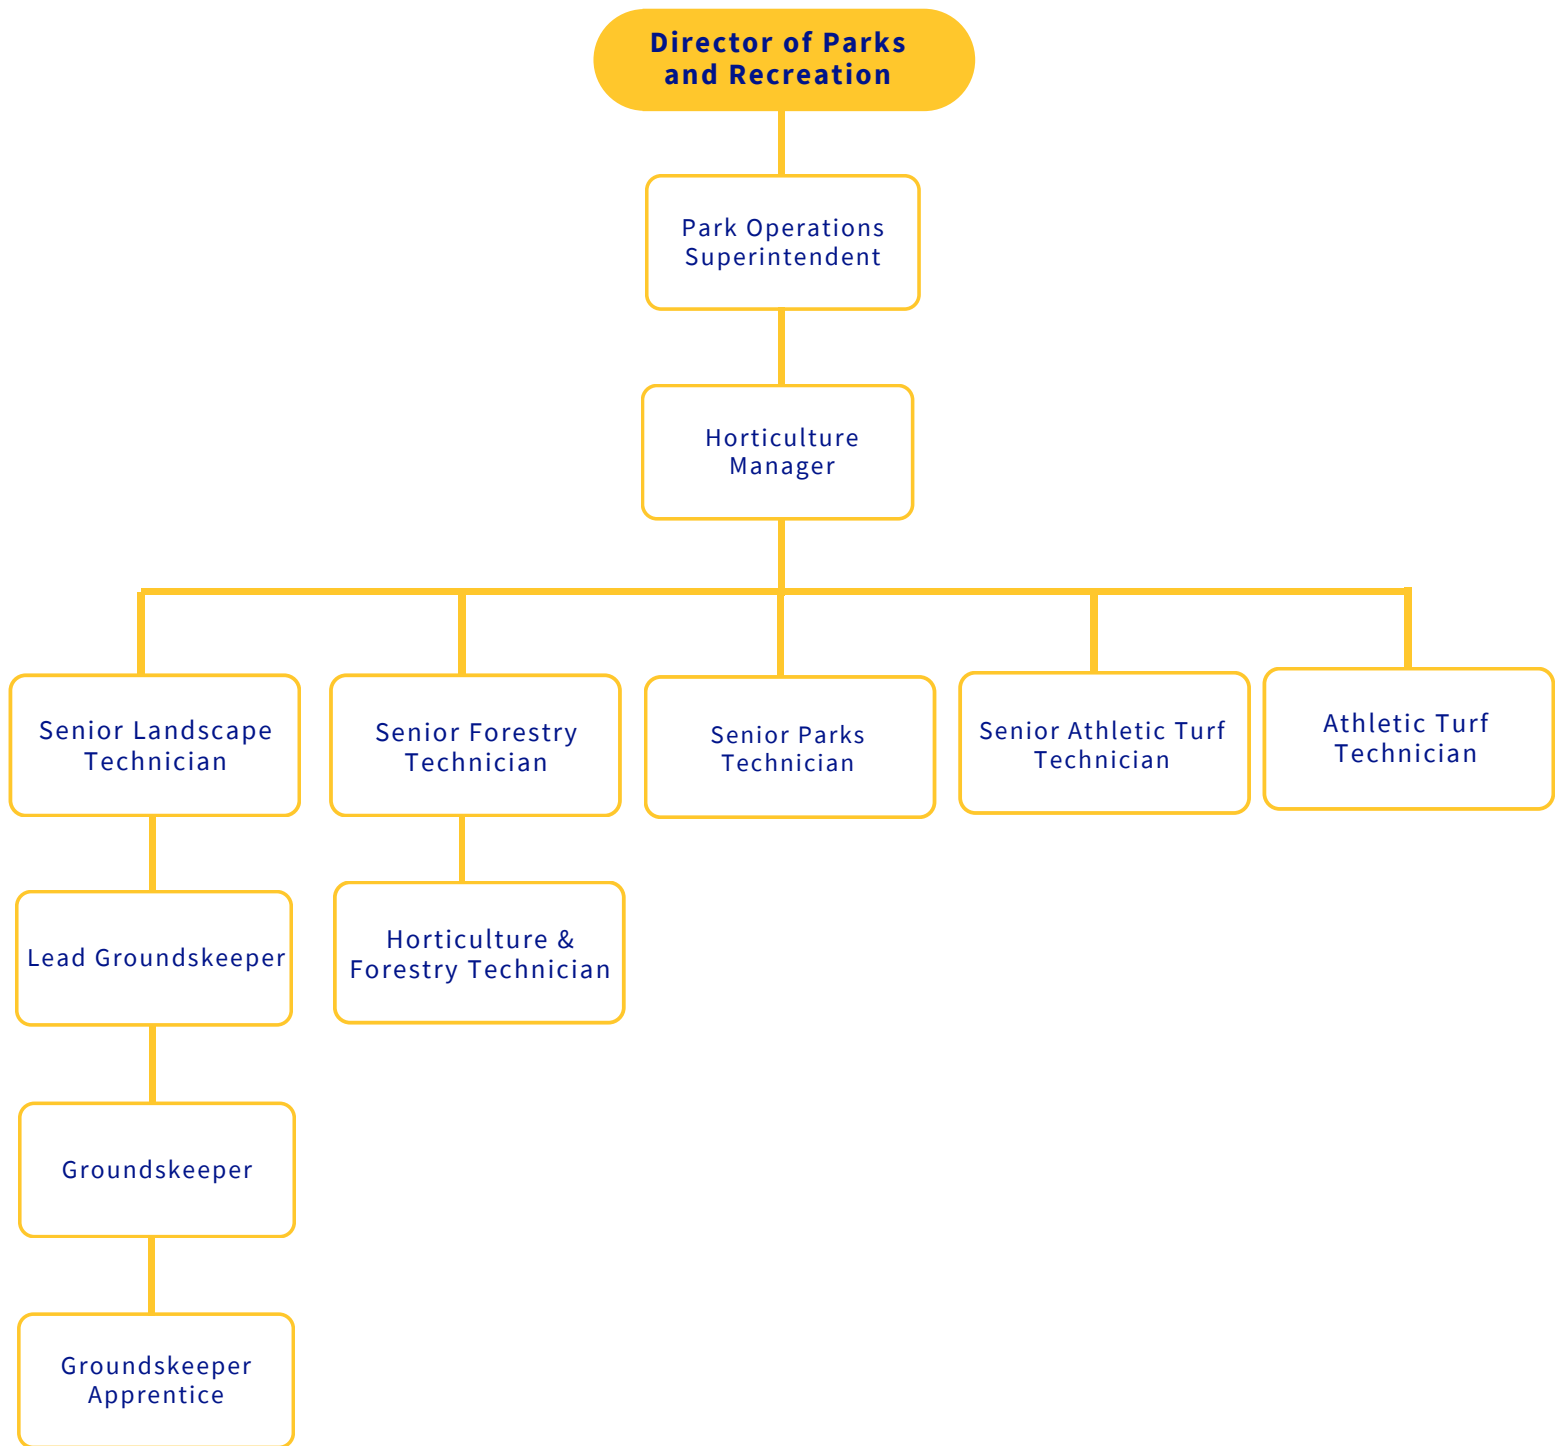 Director of Parks
and Recreation
Park Operations
Superintendent
Horticulture
Manager
Senior Landscape
Technician
Senior Forestry
Technician
Senior Parks
Technician
Senior Athletic Turf
Technician
Athletic Turf
Technician
Lead Groundskeeper
Horticulture &
Forestry Technician
Groundskeeper
Groundskeeper
Apprentice